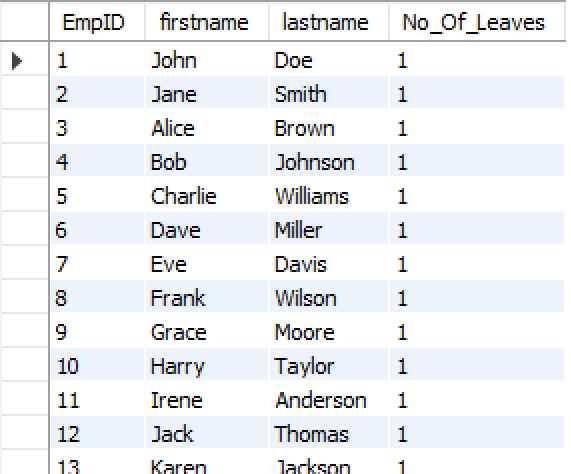 EmpID firstname lastname No_Of_Leaves
1 John Doe 1
2 Jane Smith 1
3 Alice Brown 1
4 Bob Johnson 1
5 Charlie Williams 1
6 Dave Miller 1
7 Eve Davis 1
8 Frank Wilson 1
9 Grace Moore 1
10 Harry Taylor 1
11 Irene Anderson 1
12 Jack Thomas 1
13 Karen Jackson 1